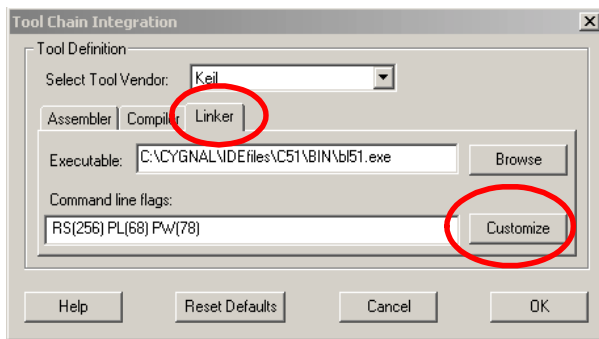 Tool Chain Integration
Tool Definition
Select Tool Vendor: Keil
Assembler Compiler Linker
Executable: C:\CYGNAL\IDEfiles\C51\BIN\bl51.exe Browse
Command line flags:
RS(256) PL(68) PW(78) Customize
Help Reset Defaults Cancel OK